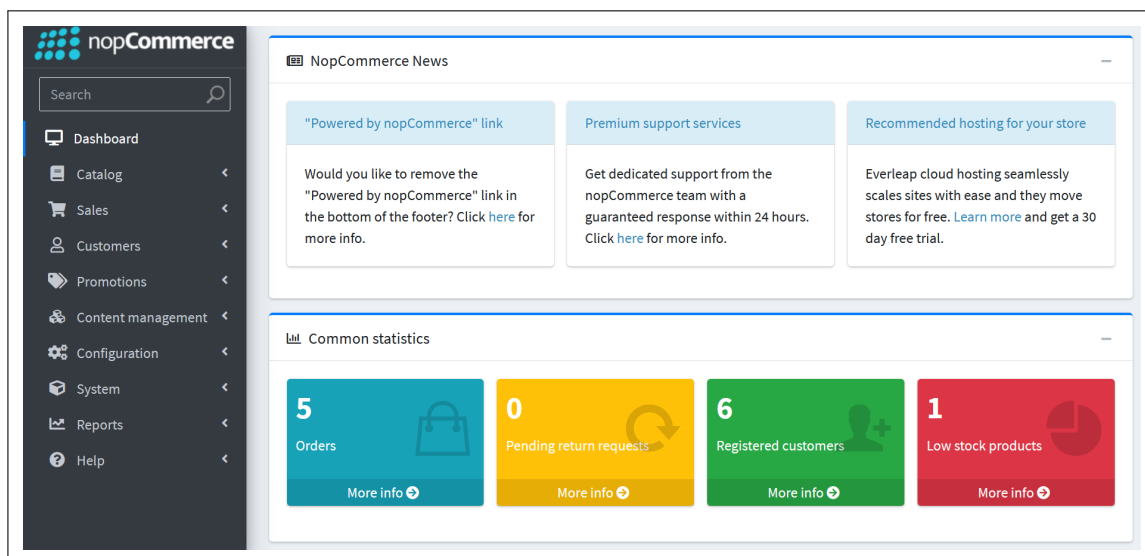 nopCommerce
Search
Dashboard
Catalog
Sales
Customers
Promotions
Content management
Configuration
System
Reports
Help
NopCommerce News
"Powered by nopCommerce" link
Would you like to remove the
"Powered by nopCommerce" link in
the bottom of the footer? Click here for
more info.
Premium support services
Get dedicated support from the
nopCommerce team with a
guaranteed response within 24 hours.
Click here for more info.
Recommended hosting for your store
Everleap cloud hosting seamlessly
scales sites with ease and they move
stores for free. Learn more and get a 30
day free trial.
Common statistics
5
Orders
More info
0
Pending return requests
More info
6
Registered customers
More info
1
Low stock products
More info